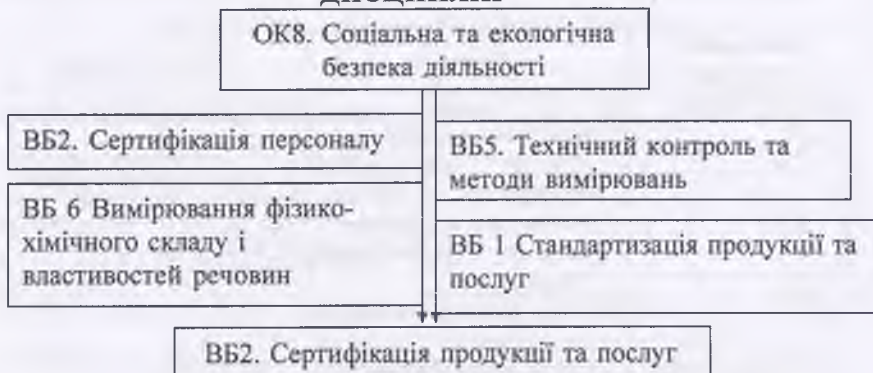 ОК8. Соціальна та екологічна
безпека діяльності
ВБ2. Сертифікація персоналу
ВБ5. Технічний контроль та
методи вимірювань
ВБ 6 Вимірювання фізико-
хімічного складу і
властивостей речовин
ВБ 1 Стандартизація продукції та
послуг
ВБ2. Сертифікація продукції та послуг